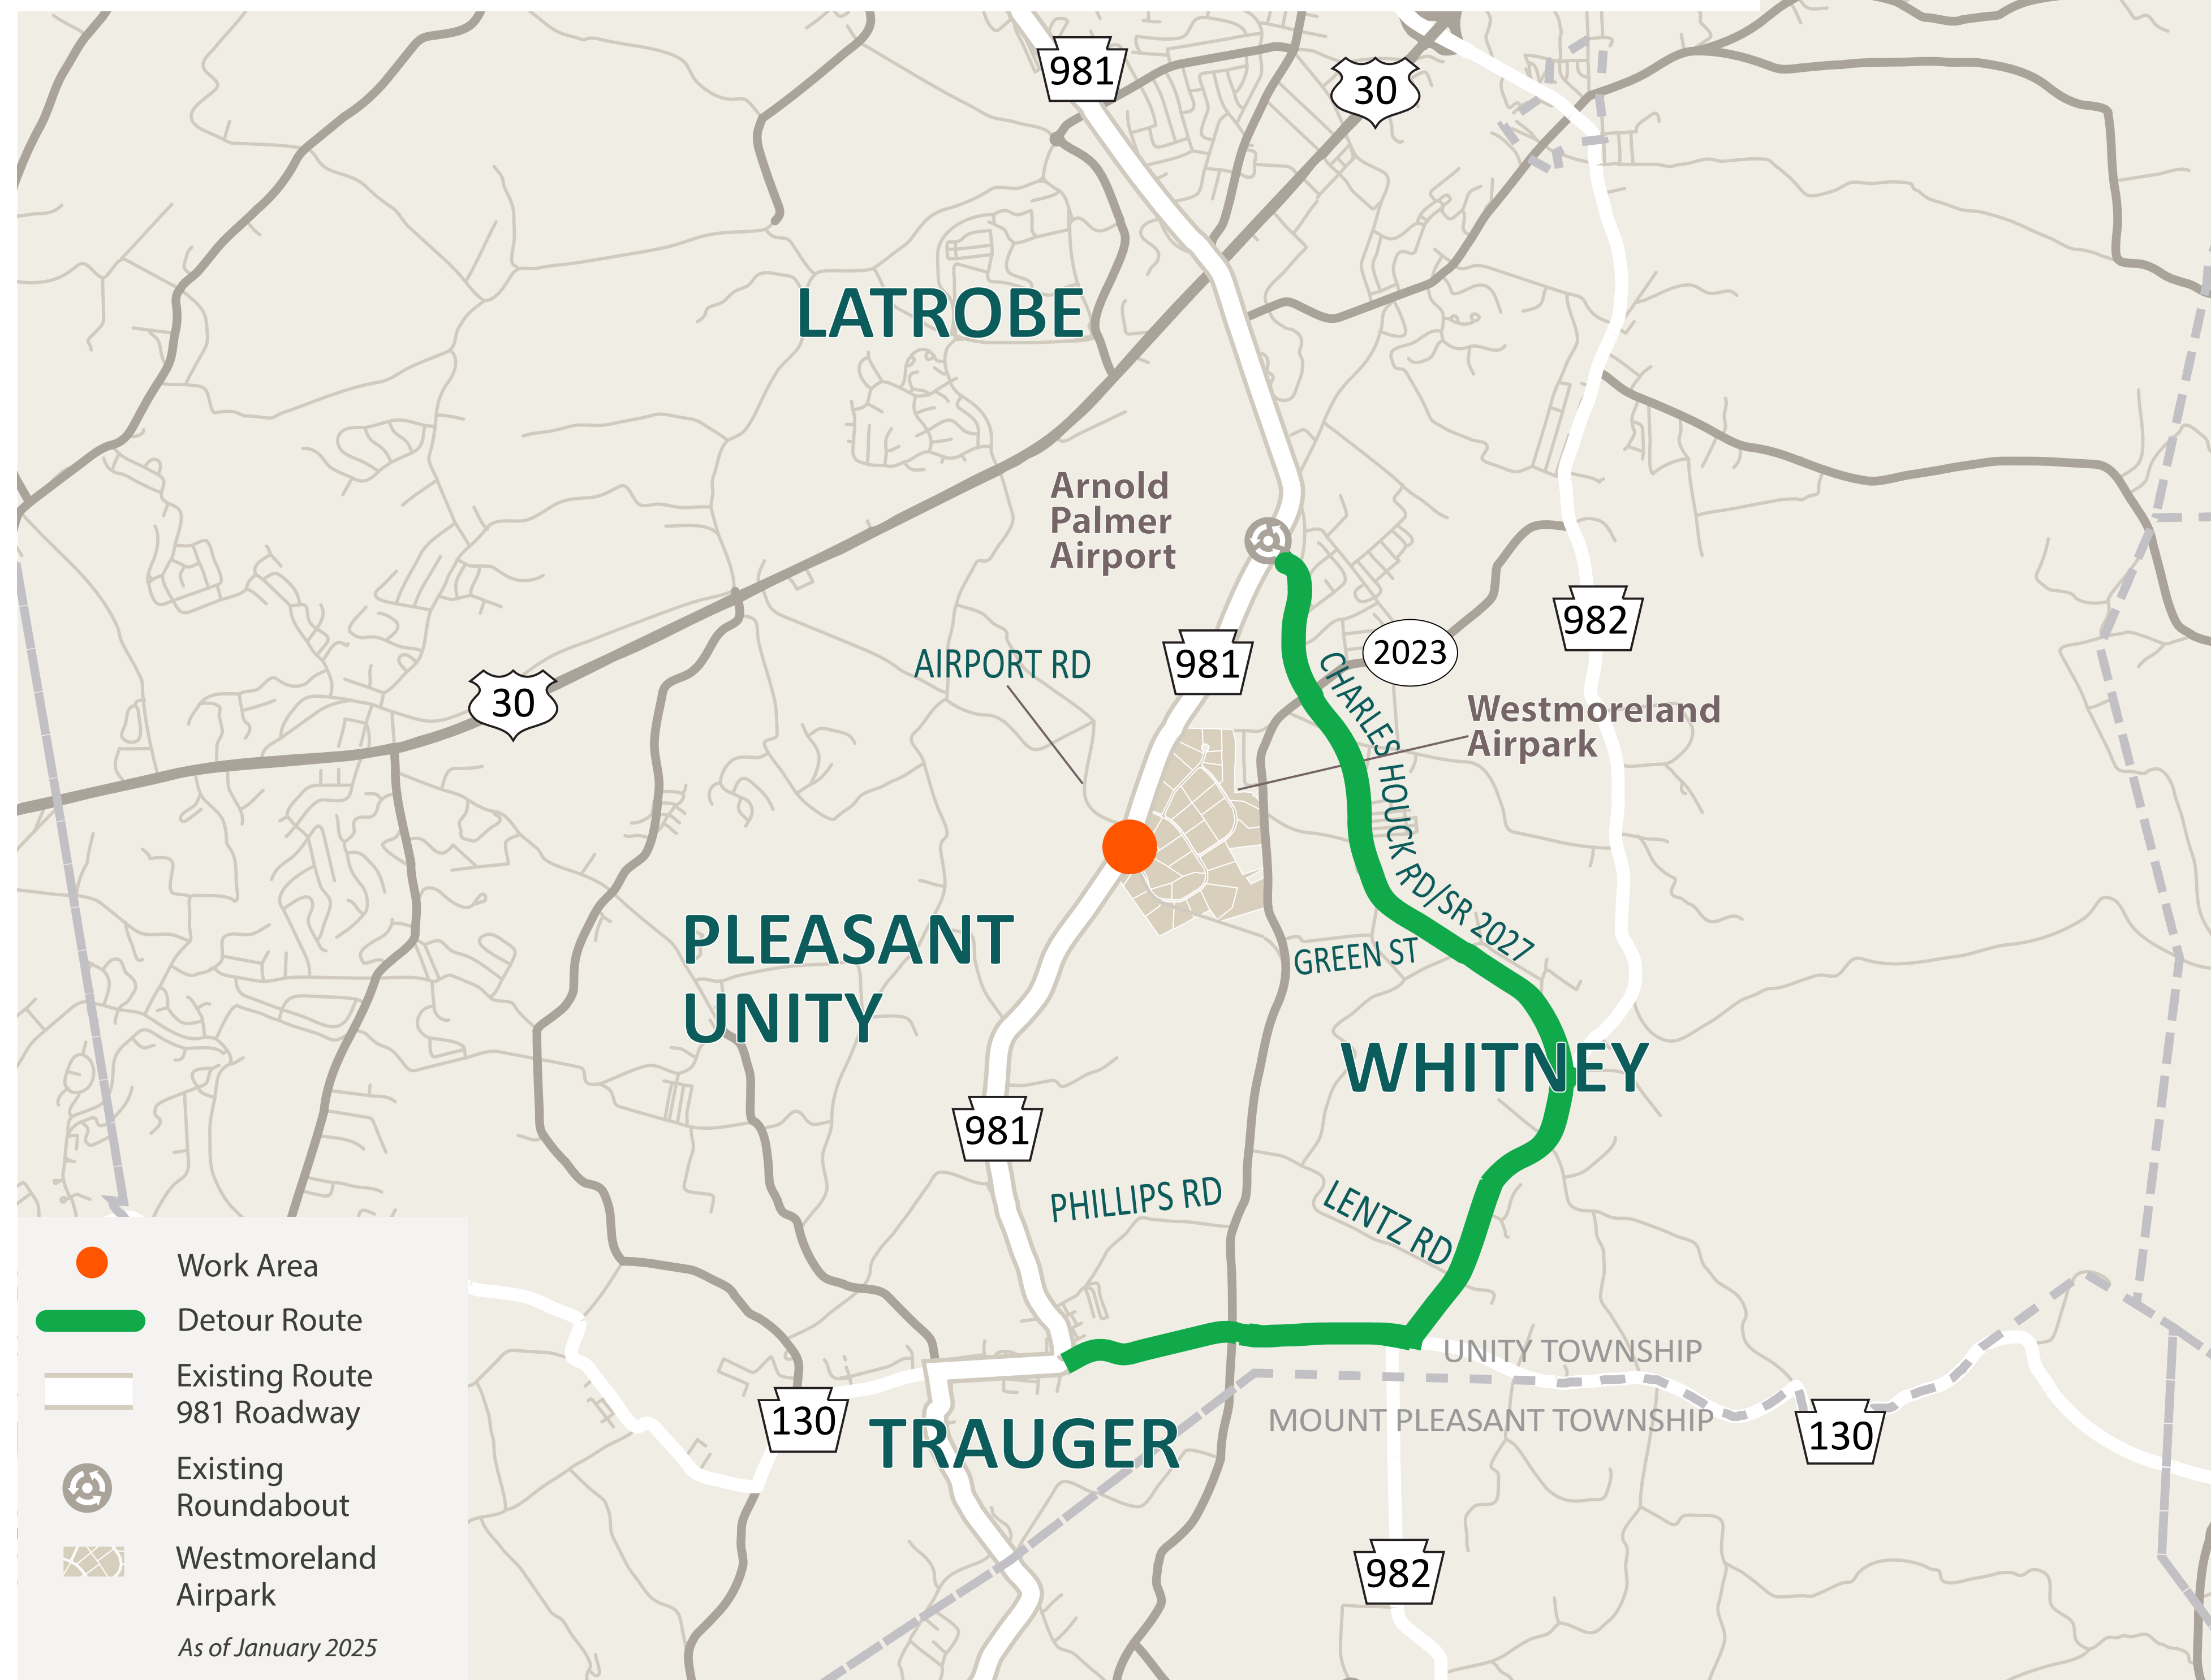 981
30
LATROBE
Arnold
Palmer
Airport
982
AIRPORT RD
981
2023
CHARLES HOUCK RD/SR 2027
30
Westmoreland
Airpark
PLEASANT
UNITY
GREEN ST
WHITNEY
981
PHILLIPS RD
LENTZ RD
UNITY TOWNSHIP
130
TRAUGER
MOUNT PLEASANT TOWNSHIP
130
982
Work Area
Detour Route
Existing Route
981 Roadway
Existing
Roundabout
Westmoreland
Airpark
As of January 2025